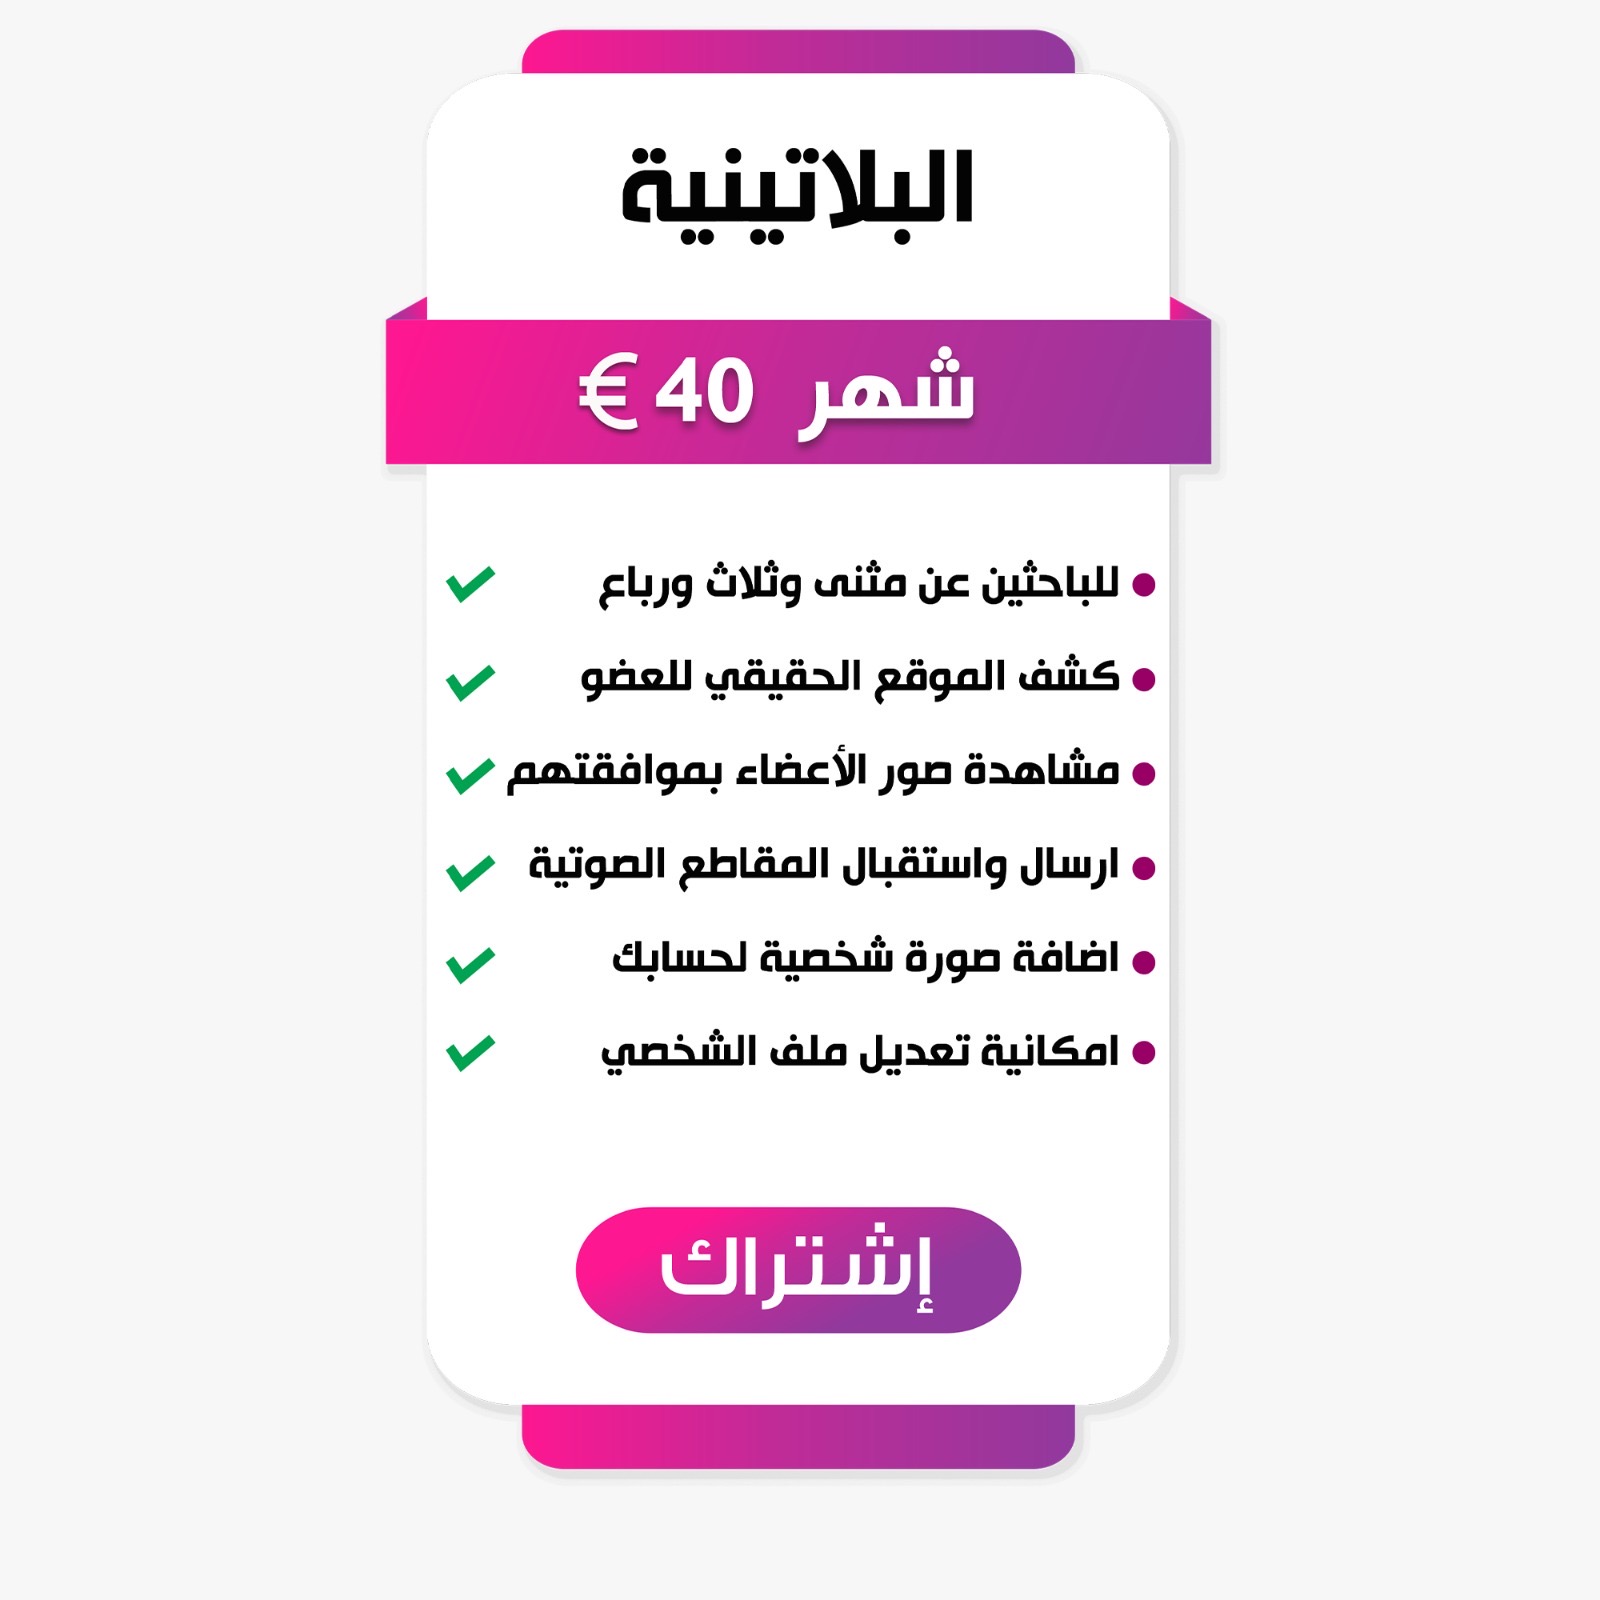 البلاتينية
شهر 40 €
للباحثين عن مثنى وثلاث ورباع
كشف الموقع الحقيقي للعضو
مشاهدة صور الأعضاء بموافقتهم
ارسال واستقبال المقاطع الصوتية
اضافة صورة شخصية لحسابك
امكانية تعديل ملف الشخصي
إشتراك